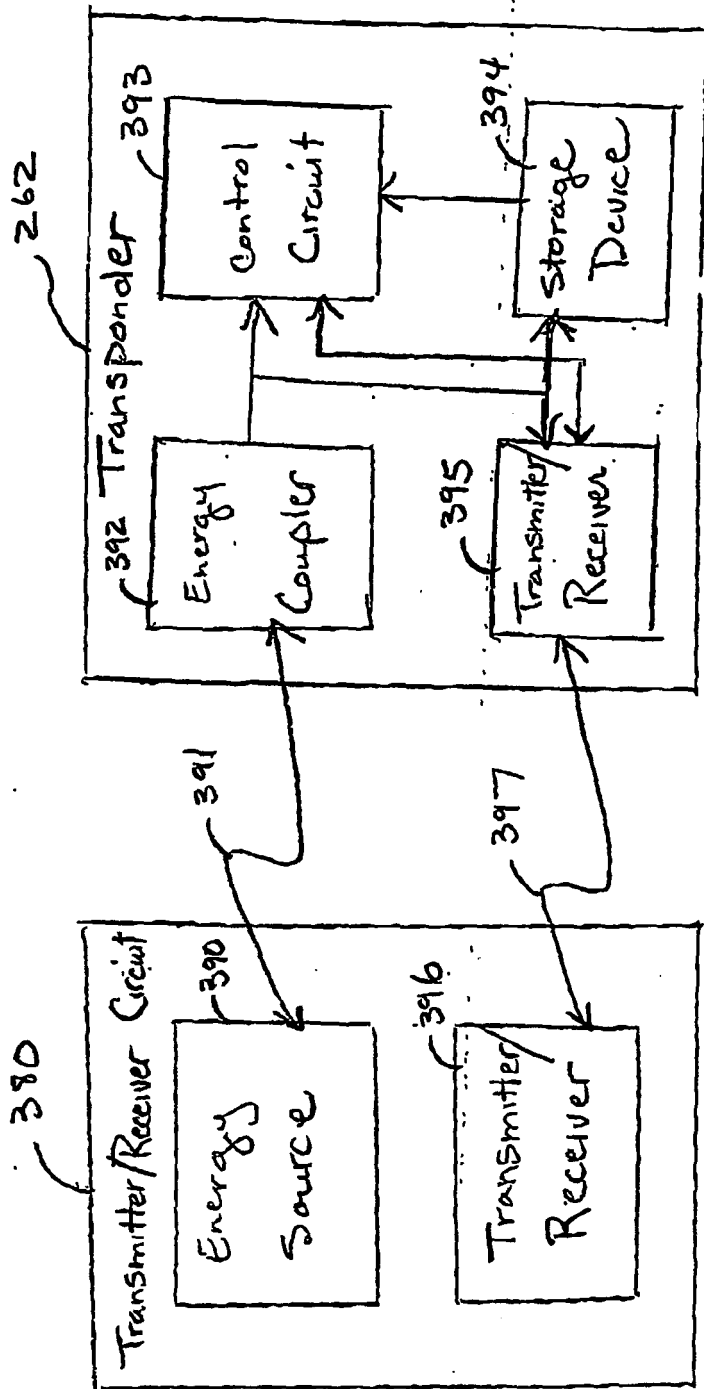 380
Transmitter/Receiver Circuit
390
Energy
Source
396
Transmitter/
Receiver
391
397
262
Transponder
392
Energy
Coupler
393
Control
Circuit
395
Transmitter/
Receiver
394
Storage
Device